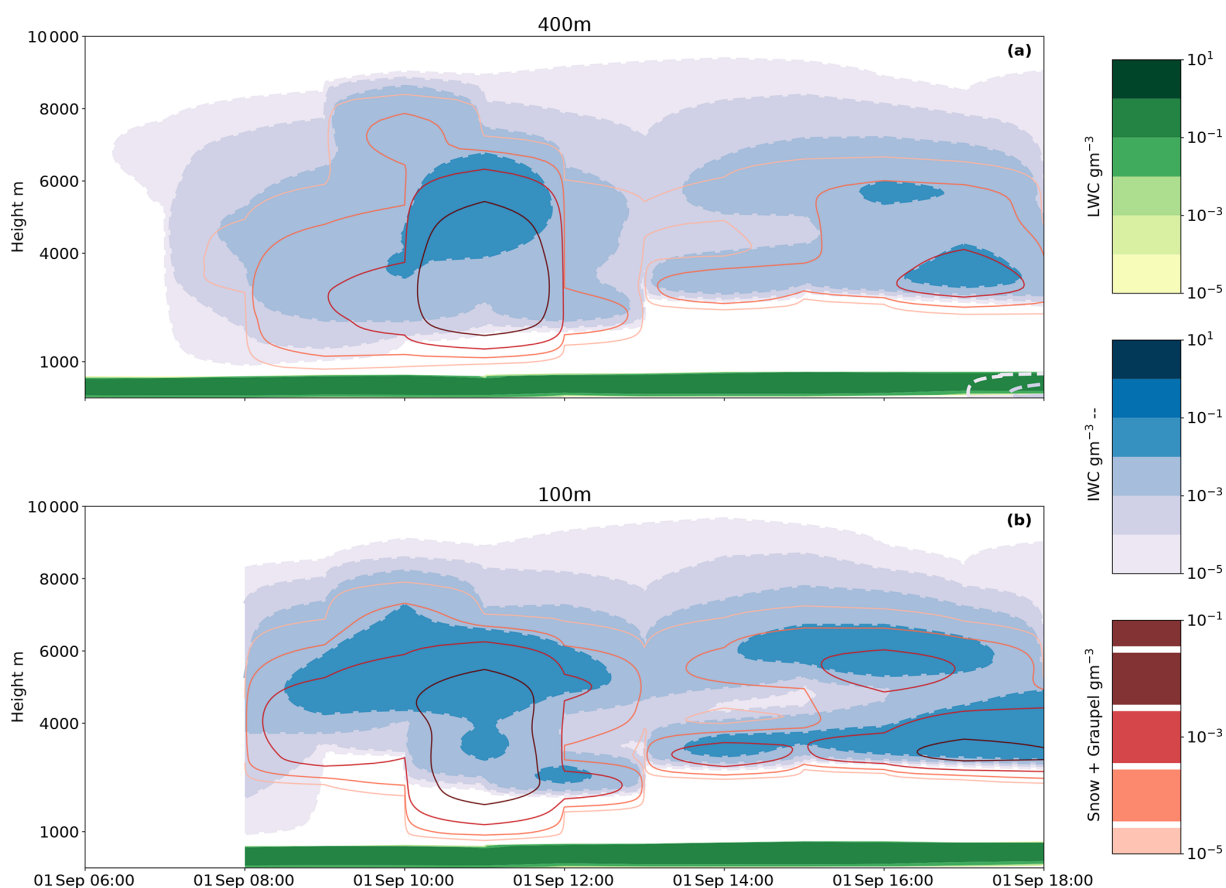 400m
(a)
10 000
8000
6000
4000
1000
Height m
100m
(b)
10 000
8000
6000
4000
1000
Height m
01 Sep 06:00
01 Sep 08:00
01 Sep 10:00
01 Sep 12:00
01 Sep 14:00
01 Sep 16:00
01 Sep 18:00
LWC gm⁻³
10¹
10⁻¹
10⁻³
10⁻⁵
IWC gm⁻³ --
10¹
10⁻¹
10⁻³
10⁻⁵
Snow + Graupel gm⁻³
10⁻¹
10⁻³
10⁻⁵